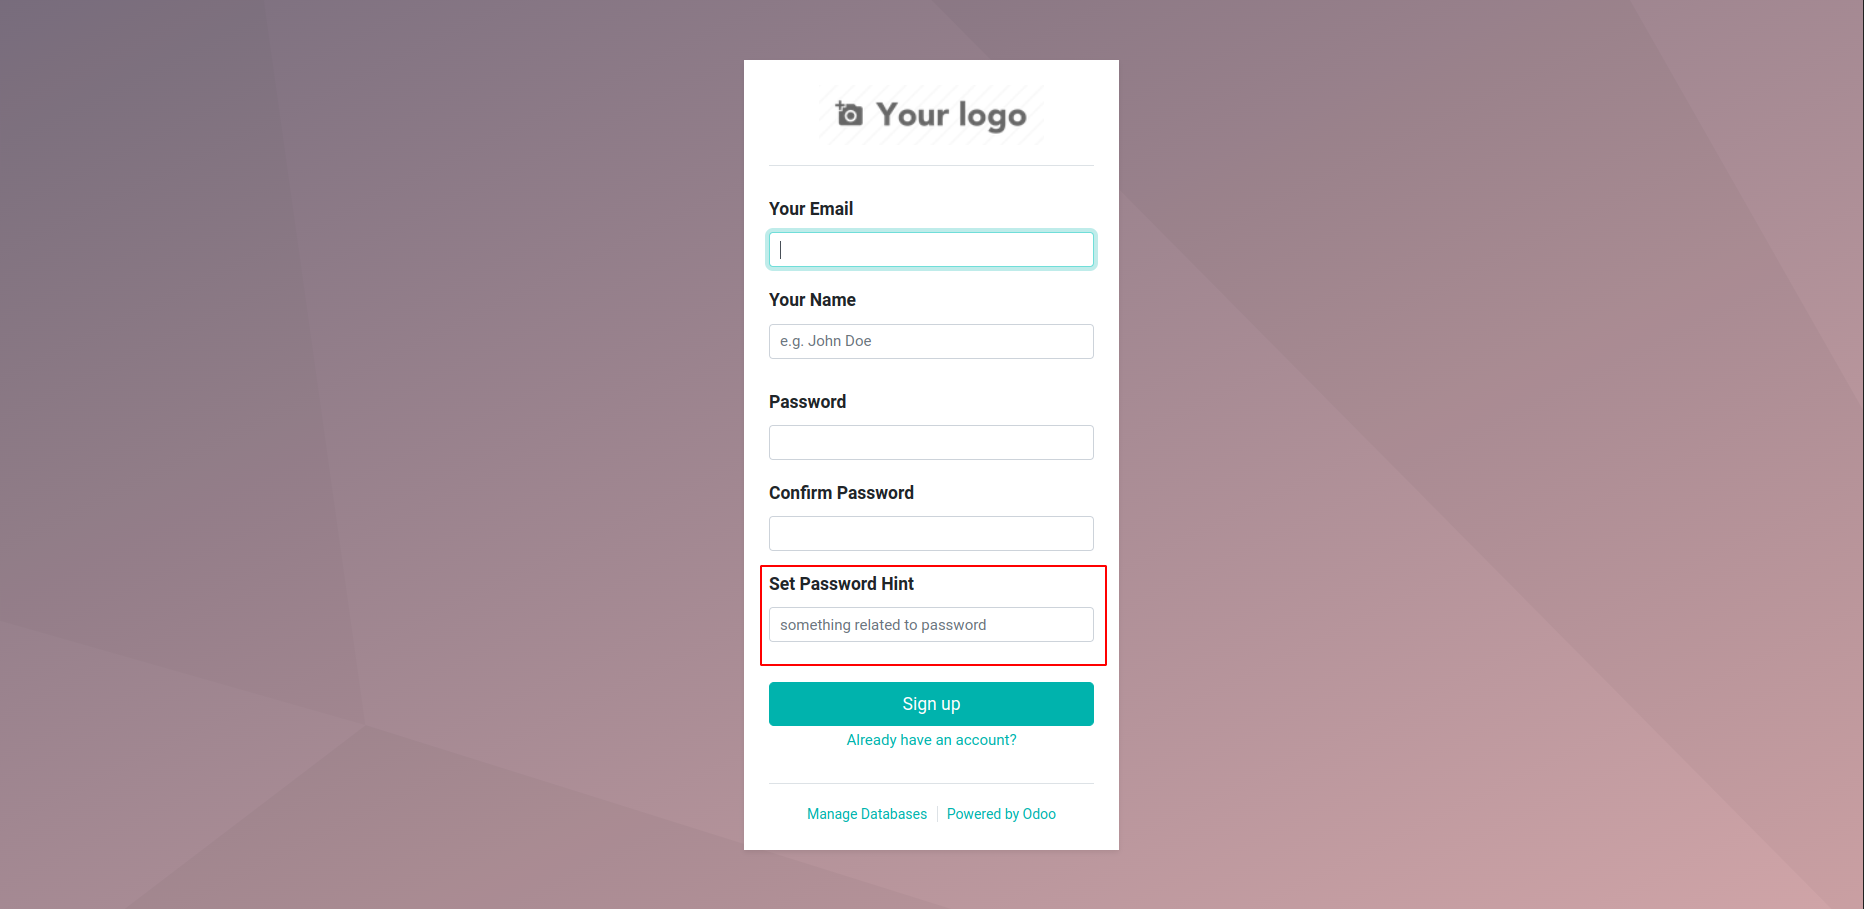 Your logo
Your Email
Your Name
e.g. John Doe
Password
Confirm Password
Set Password Hint
something related to password
Sign up
Already have an account?
Manage Databases Powered by Odoo